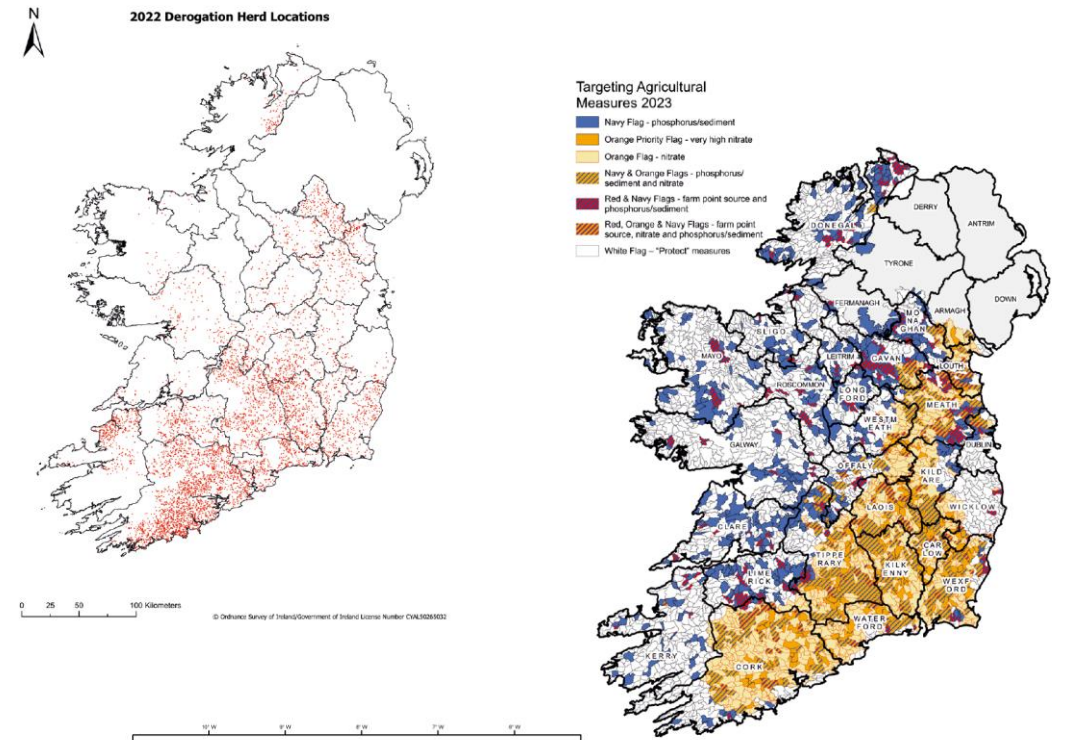 2022 Derogation Herd Locations
N
0 25 50 100 Kilometers
© Ordnance Survey of Ireland/Government of Ireland License Number CYAL50265032
10° W 9° W 8° W 7° W 6° W
Targeting Agricultural
Measures 2023
Navy Flag - phosphorus/sediment
Orange Priority Flag - very high nitrate
Orange Flag - nitrate
Navy & Orange Flags - phosphorus/
sediment and nitrate
Red & Navy Flags - farm point source and
phosphorus/sediment
Red, Orange & Navy Flags - farm point
source, nitrate and phosphorus/sediment
White Flag – "Protect" measures
DERRY
ANTRIM
DONEGAL
TYRONE
DOWN
FERMANAGH
ARMAGH
MO
NA
GHAN
SLIGO
LEITRIM
CAVAN
MAYO
LOUTH
ROSCOMMON
LONG
FORD
MEATH
WESTM
EATH
DUBLIN
GALWAY
OFFALY
KILD
ARE
LAOIS
WICKLOW
CLARE
CAR
LOW
TIPPE
RARY
KILK
ENNY
LIME
RICK
WEXF
ORD
WATER
FORD
KERRY
CORK